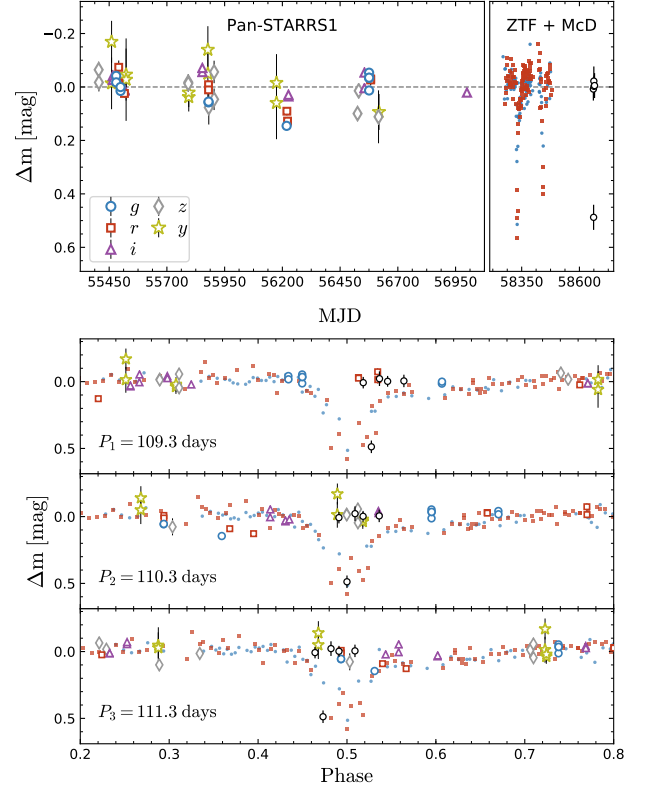 Pan-STARRS1
ZTF + McD
−0.2
0.0
0.2
0.4
0.6
Δm [mag]
g
z
r
y
i
55450 55700 55950 56200 56450 56700 56950
58350 58600
MJD
0.0
0.5
P1 = 109.3 days
0.0
0.5
P2 = 110.3 days
Δm [mag]
0.0
0.5
P3 = 111.3 days
0.2 0.3 0.4 0.5 0.6 0.7 0.8
Phase